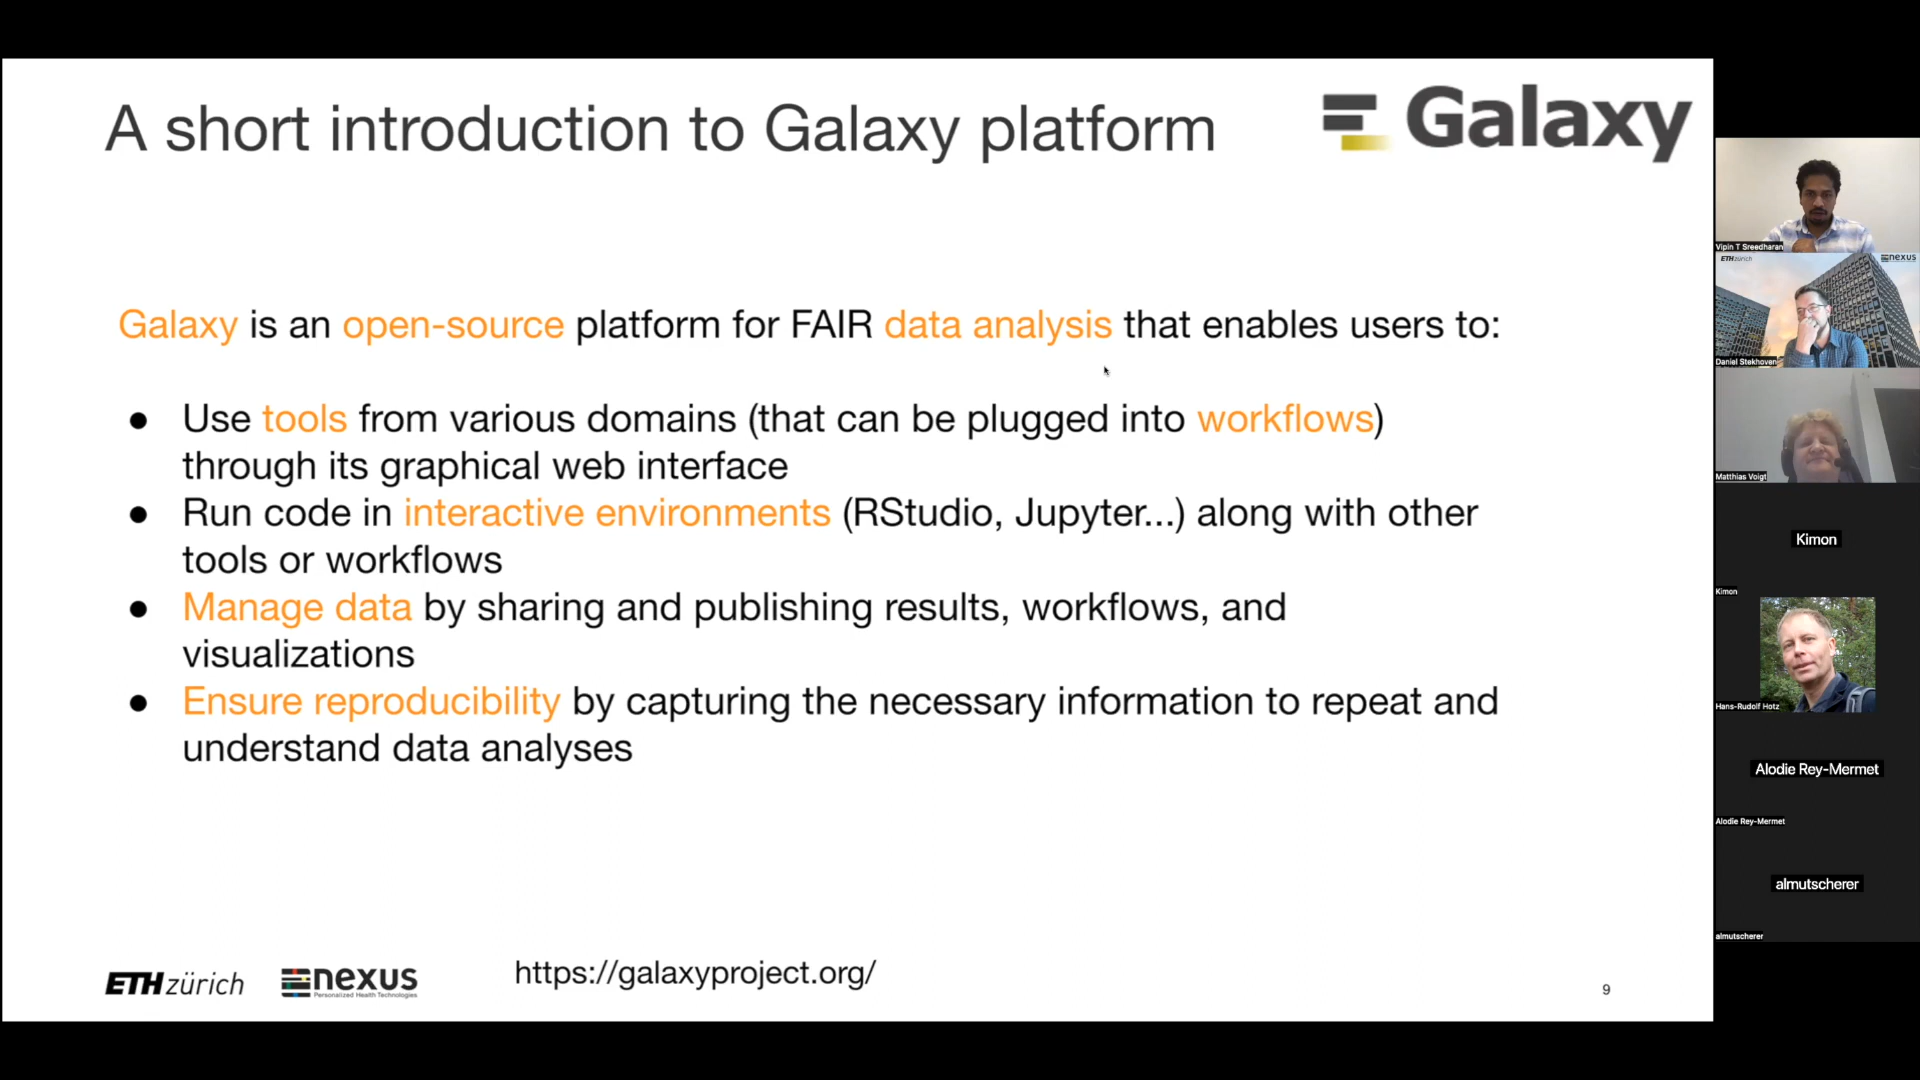 A short introduction to Galaxy platform
Galaxy
Galaxy is an open-source platform for FAIR data analysis that enables users to:
● Use tools from various domains (that can be plugged into workflows)
through its graphical web interface
● Run code in interactive environments (RStudio, Jupyter...) along with other
tools or workflows
● Manage data by sharing and publishing results, workflows, and
visualizations
● Ensure reproducibility by capturing the necessary information to repeat and
understand data analyses
ETH zürich
nexus
Personalized Health Technologies
https://galaxyproject.org/
9
Vipin T Sreedharan
ETH zürich
nexus
Daniel Stekhoven
Matthias Voigt
Kimon
Kimon
Hans-Rudolf Hotz
Alodie Rey-Mermet
Alodie Rey-Mermet
almutscherer
almutscherer